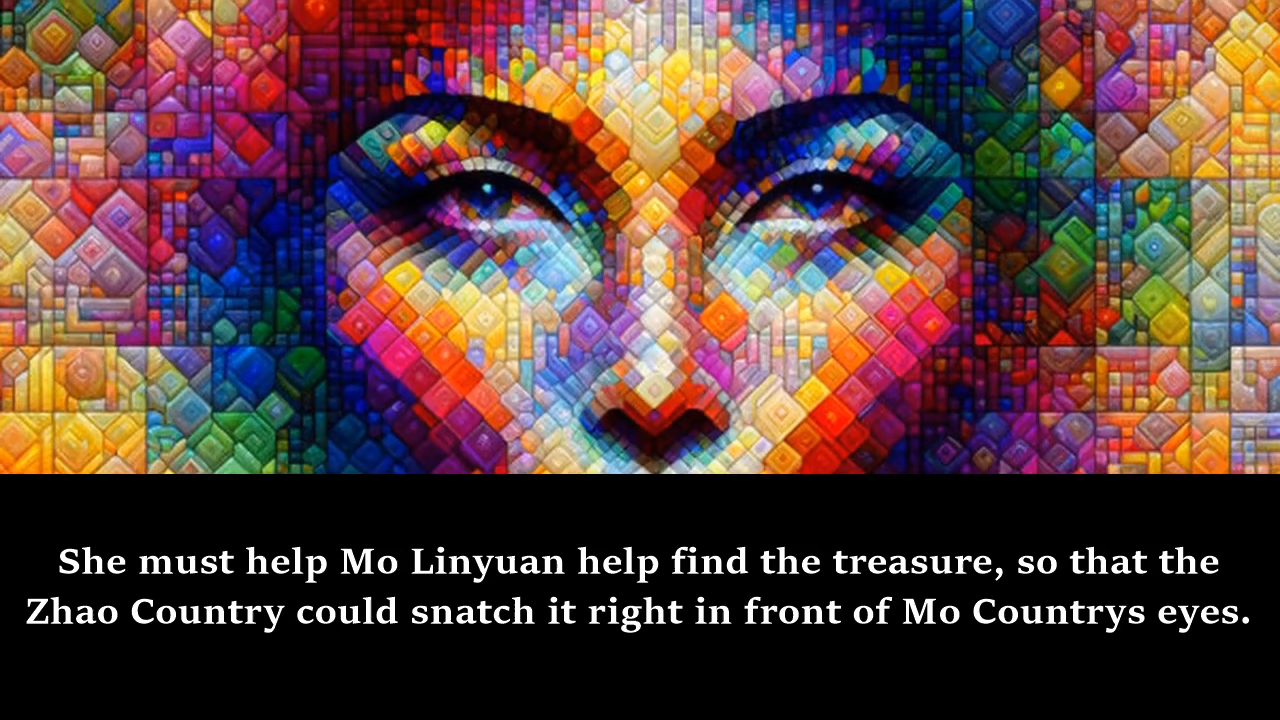 She must help Mo Linyuan help find the treasure, so that the
Zhao Country could snatch it right in front of Mo Countrys eyes.